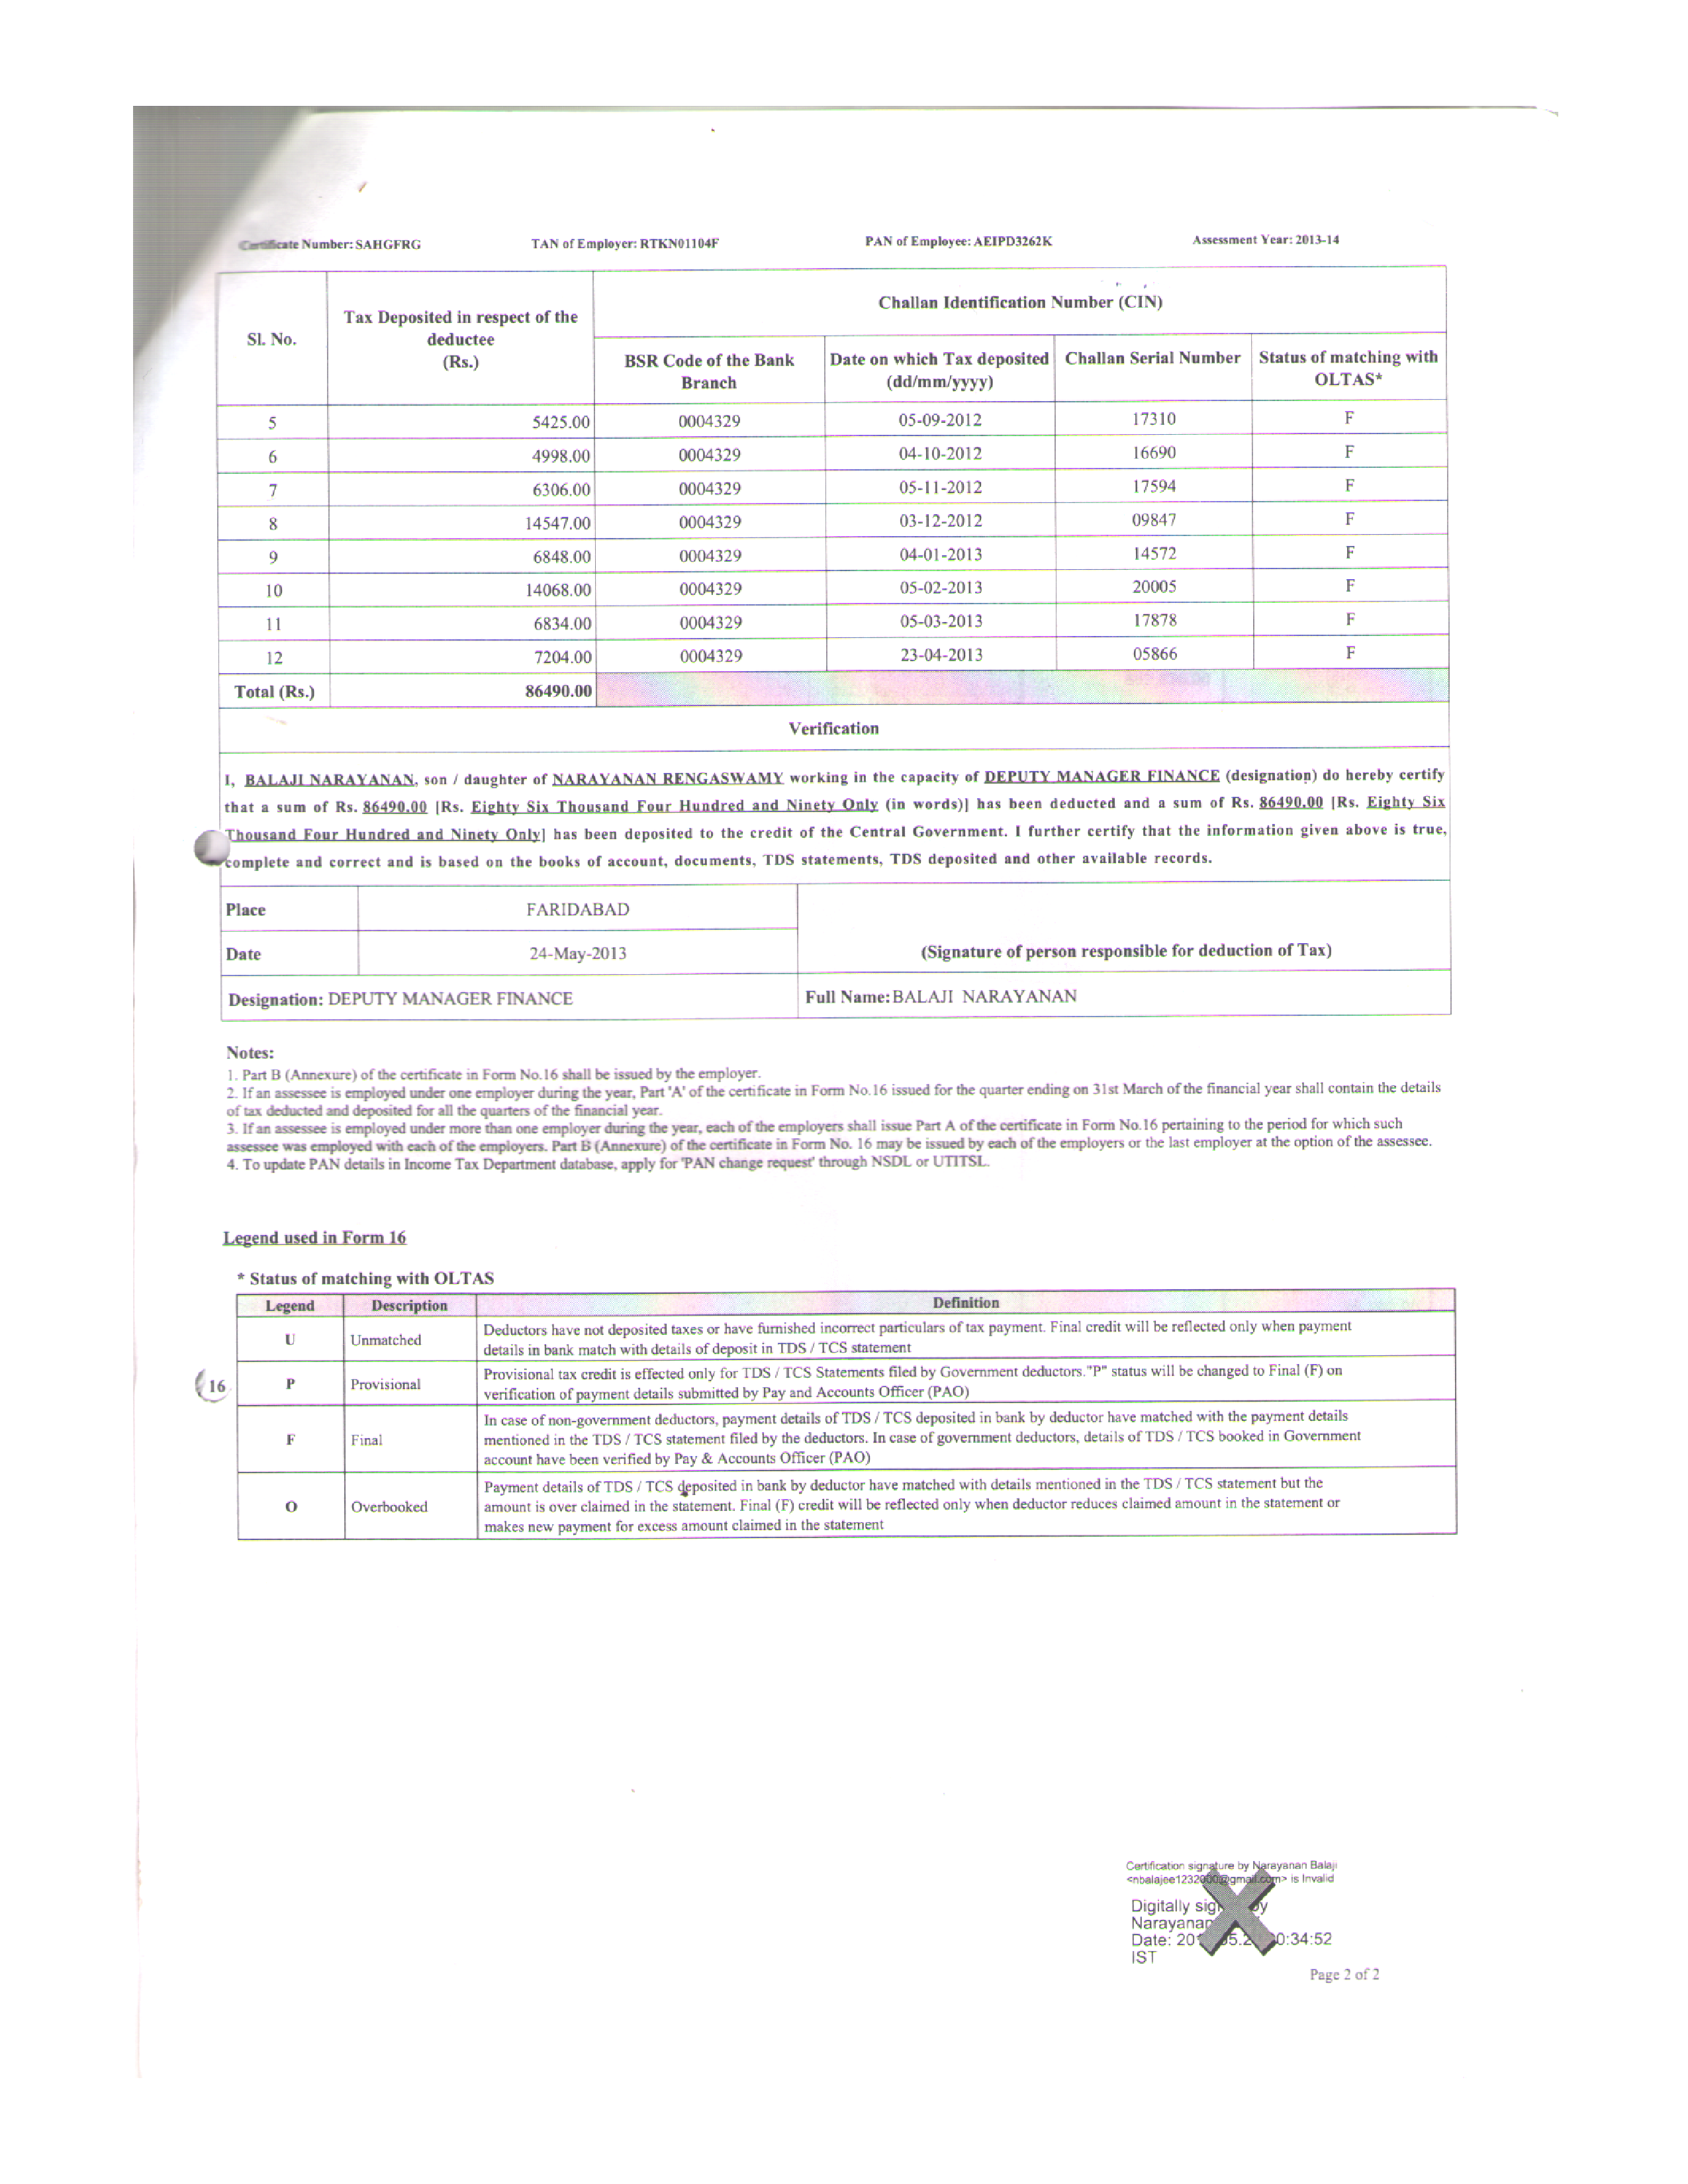 Certificate Number: SAHGFRG TAN of Employer: RTKN01104F PAN of Employee: AEIPD3262K Assessment Year: 2013-14
Sl. No. Tax Deposited in respect of the deductee (Rs.) Challan Identification Number (CIN)
BSR Code of the Bank Branch Date on which Tax deposited (dd/mm/yyyy) Challan Serial Number Status of matching with OLTAS*
5 5425.00 0004329 05-09-2012 17310 F
6 4998.00 0004329 04-10-2012 16690 F
7 6306.00 0004329 05-11-2012 17594 F
8 14547.00 0004329 03-12-2012 09847 F
9 6848.00 0004329 04-01-2013 14572 F
10 14068.00 0004329 05-02-2013 20005 F
11 6834.00 0004329 05-03-2013 17878 F
12 7204.00 0004329 23-04-2013 05866 F
Total (Rs.) 86490.00
Verification
I, BALAJI NARAYANAN, son / daughter of NARAYANAN RENGASWAMY working in the capacity of DEPUTY MANAGER FINANCE (designation) do hereby certify
that a sum of Rs. 86490.00 [Rs. Eighty Six Thousand Four Hundred and Ninety Only (in words)] has been deducted and a sum of Rs. 86490.00 [Rs. Eighty Six
Thousand Four Hundred and Ninety Only] has been deposited to the credit of the Central Government. I further certify that the information given above is true,
complete and correct and is based on the books of account, documents, TDS statements, TDS deposited and other available records.
Place FARIDABAD
Date 24-May-2013 (Signature of person responsible for deduction of Tax)
Designation: DEPUTY MANAGER FINANCE Full Name: BALAJI NARAYANAN
Notes:
1. Part B (Annexure) of the certificate in Form No.16 shall be issued by the employer.
2. If an assessee is employed under one employer during the year, Part 'A' of the certificate in Form No.16 issued for the quarter ending on 31st March of the financial year shall contain the details
of tax deducted and deposited for all the quarters of the financial year.
3. If an assessee is employed under more than one employer during the year, each of the employers shall issue Part A of the certificate in Form No.16 pertaining to the period for which such
assessee was employed with each of the employers. Part B (Annexure) of the certificate in Form No. 16 may be issued by each of the employers or the last employer at the option of the assessee.
4. To update PAN details in Income Tax Department database, apply for 'PAN change request' through NSDL or UTITSL.
Legend used in Form 16
* Status of matching with OLTAS
Legend Description Definition
U Unmatched Deductors have not deposited taxes or have furnished incorrect particulars of tax payment. Final credit will be reflected only when payment
details in bank match with details of deposit in TDS / TCS statement
16
P Provisional Provisional tax credit is effected only for TDS / TCS Statements filed by Government deductors."P" status will be changed to Final (F) on
verification of payment details submitted by Pay and Accounts Officer (PAO)
F Final In case of non-government deductors, payment details of TDS / TCS deposited in bank by deductor have matched with the payment details
mentioned in the TDS / TCS statement filed by the deductors. In case of government deductors, details of TDS / TCS booked in Government
account have been verified by Pay & Accounts Officer (PAO)
O Overbooked Payment details of TDS / TCS deposited in bank by deductor have matched with details mentioned in the TDS / TCS statement but the
amount is over claimed in the statement. Final (F) credit will be reflected only when deductor reduces claimed amount in the statement or
makes new payment for excess amount claimed in the statement
Certification signature by Narayanan Balaji
is Invalid
Digitally
Date: 0:34:52
IST
Page 2 of 2